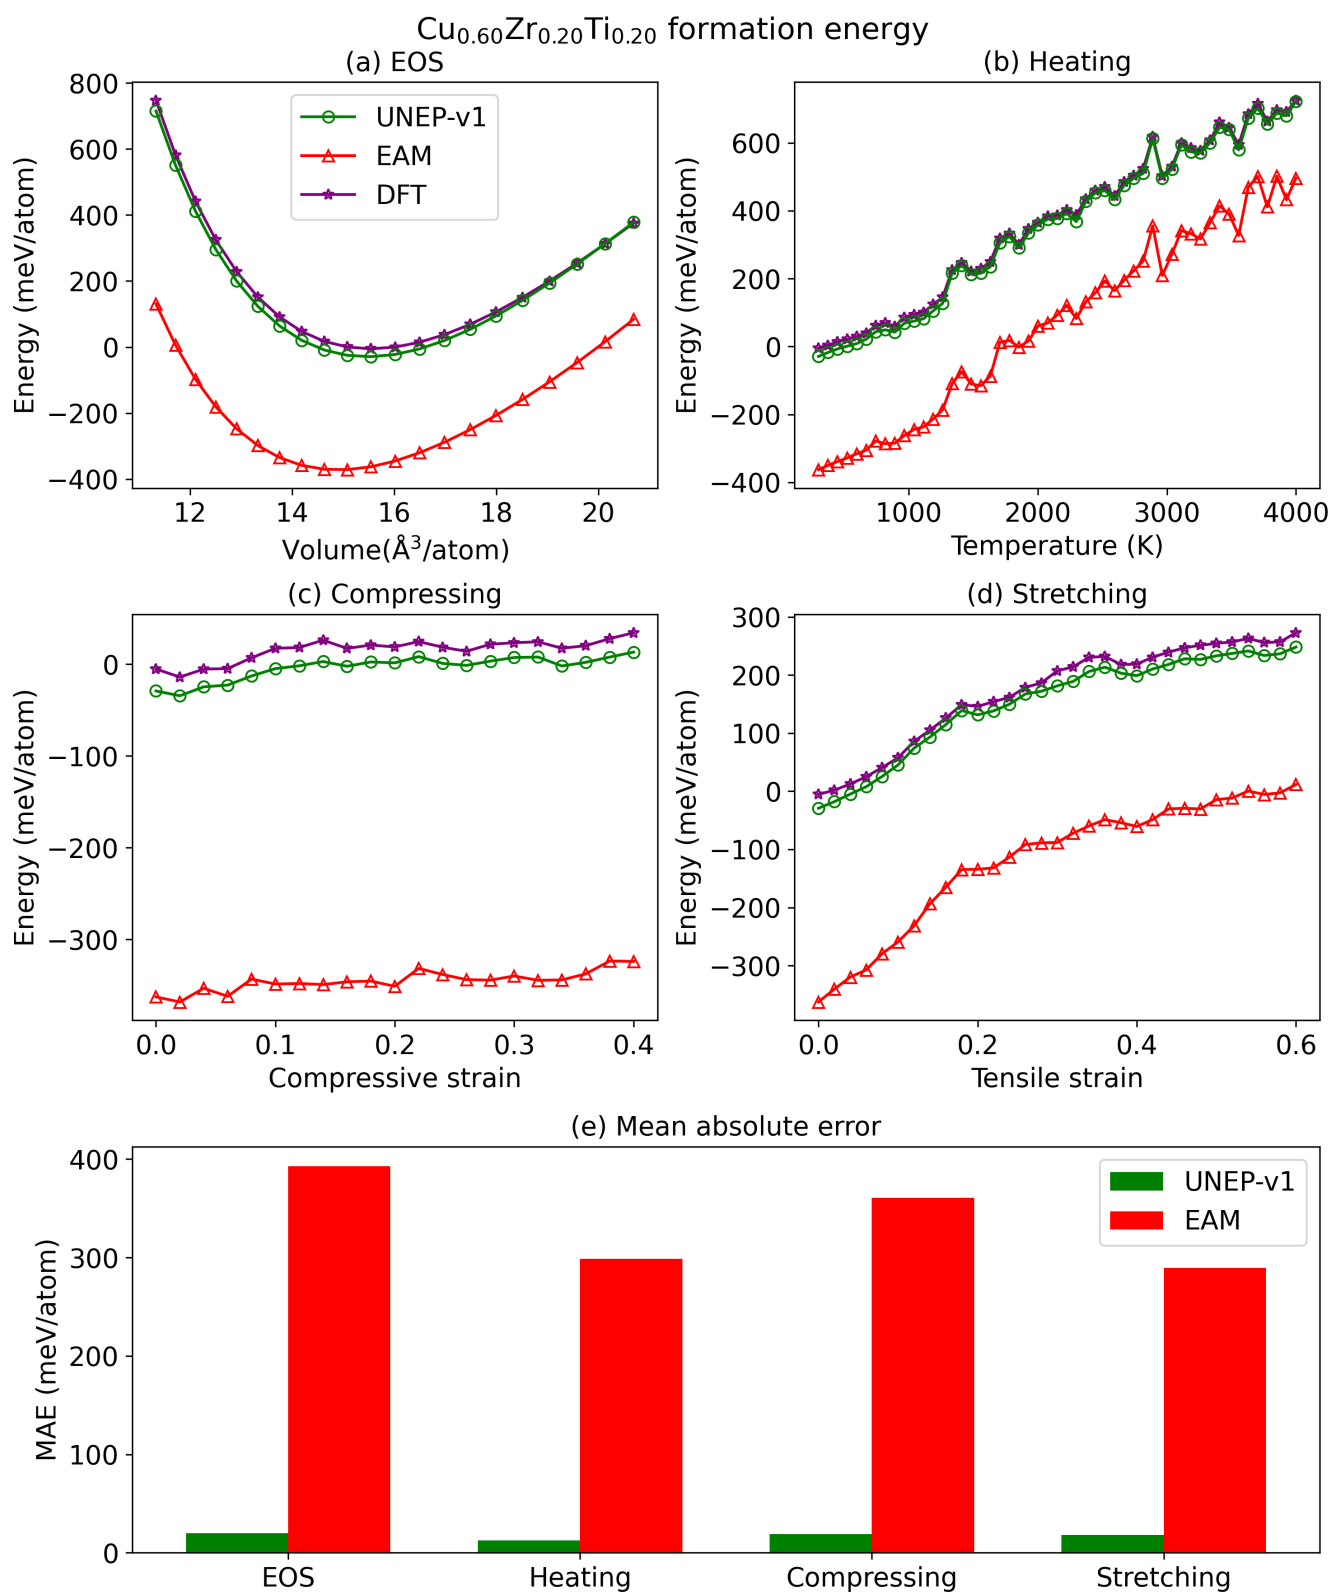 Cu₀.₆₀Zr₀.₂₀Ti₀.₂₀ formation energy
(a) EOS
800
600
400
200
0
−200
−400
Energy (meV/atom)
UNEP-v1
EAM
DFT
12 14 16 18 20
Volume(Å³/atom)
(b) Heating
600
400
200
0
−200
−400
Energy (meV/atom)
1000 2000 3000 4000
Temperature (K)
(c) Compressing
0
−100
−200
−300
Energy (meV/atom)
0.0 0.1 0.2 0.3 0.4
Compressive strain
(d) Stretching
300
200
100
0
−100
−200
−300
Energy (meV/atom)
0.0 0.2 0.4 0.6
Tensile strain
(e) Mean absolute error
400
300
200
100
0
MAE (meV/atom)
UNEP-v1
EAM
EOS Heating Compressing Stretching